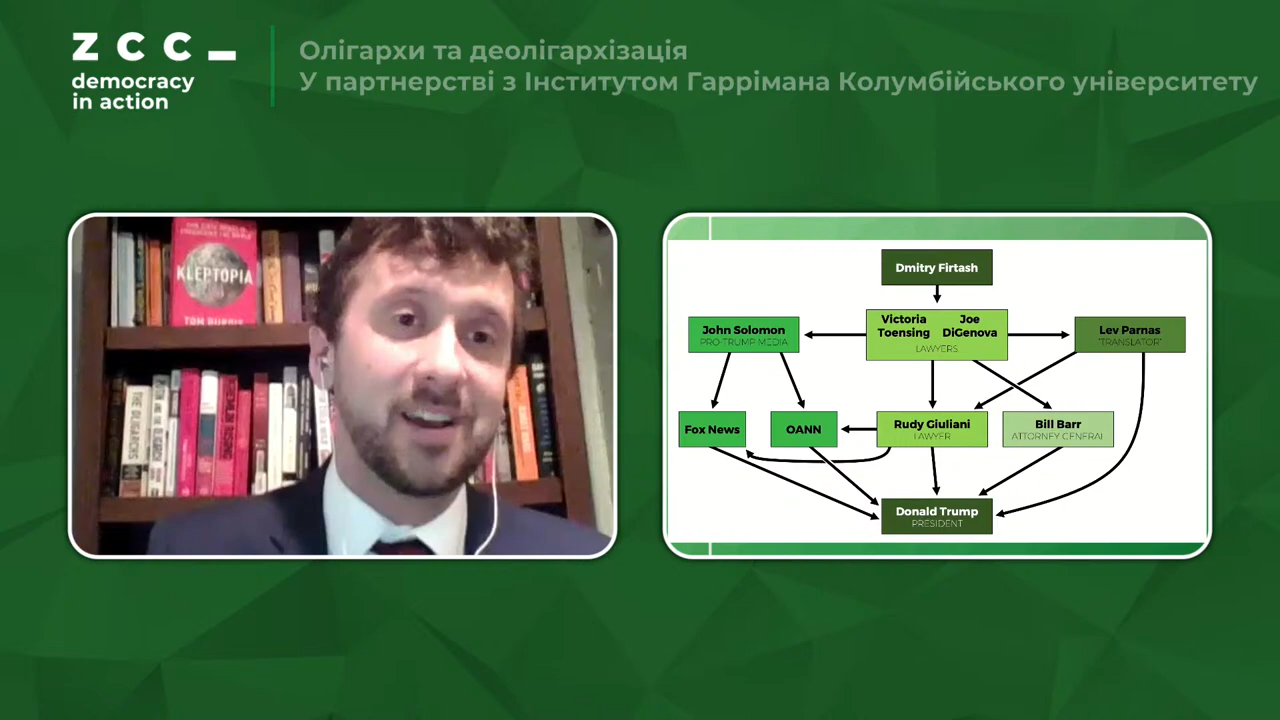 zcc_
democracy
in action
Олігархи та деолігархізація
У партнерстві з Інститутом Гаррімана Колумбійського університету
KLEPTOPIA
TOM BURGIS
THE OLIGARCHS
Dmitry Firtash
John Solomon
PRO-TRUMP MEDIA
Victoria Toensing
Joe DiGenova
LAWYERS
Lev Parnas
"TRANSLATOR"
Fox News
OANN
Rudy Giuliani
LAWYER
Bill Barr
ATTORNEY GENERAL
Donald Trump
PRESIDENT